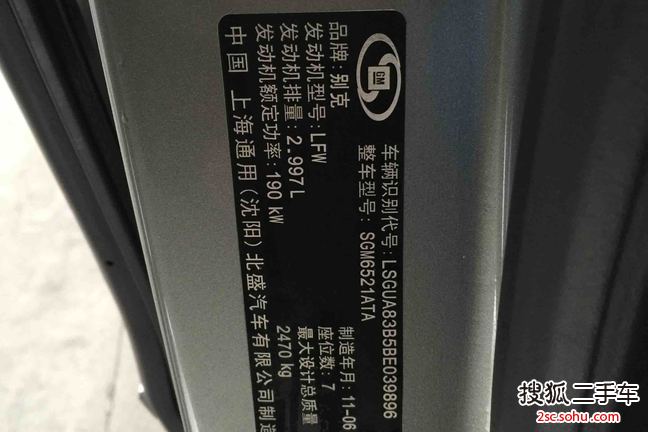 GM
品牌:别克
车辆识别代号:LSGUA83B5BE039896
整车型号:SGM6521ATA
发动机型号:LFW
制造年月:11-06
发动机排量:2.997L
座位数:7
发动机额定功率:190 kW
最大设计总质量
2470 kg
中国 上海通用(沈阳)北盛汽车有限公司制造
搜狐二手车
2sc.sohu.com